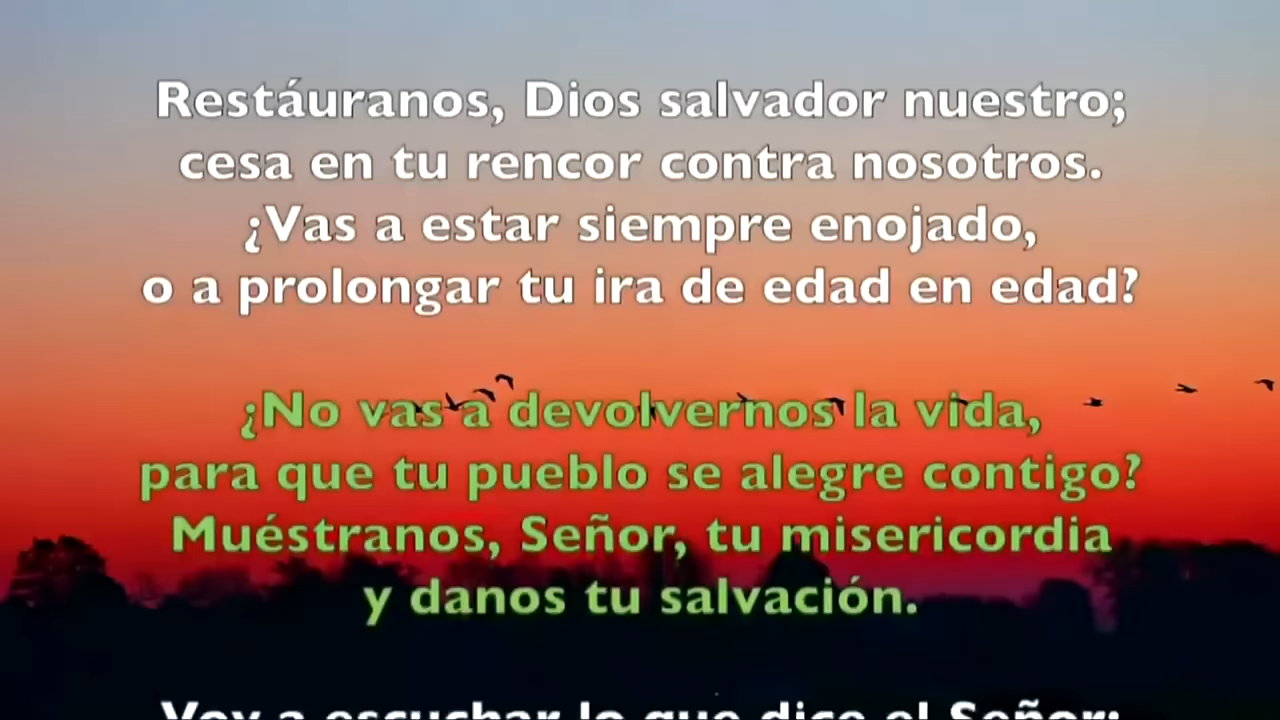 Restáuranos, Dios salvador nuestro;
cesa en tu rencor contra nosotros.
¿Vas a estar siempre enojado,
o a prolongar tu ira de edad en edad?
¿No vas a devolvernos la vida,
para que tu pueblo se alegre contigo?
Muéstranos, Señor, tu misericordia
y danos tu salvación.
Voy a escuchar lo que dice el Señor: